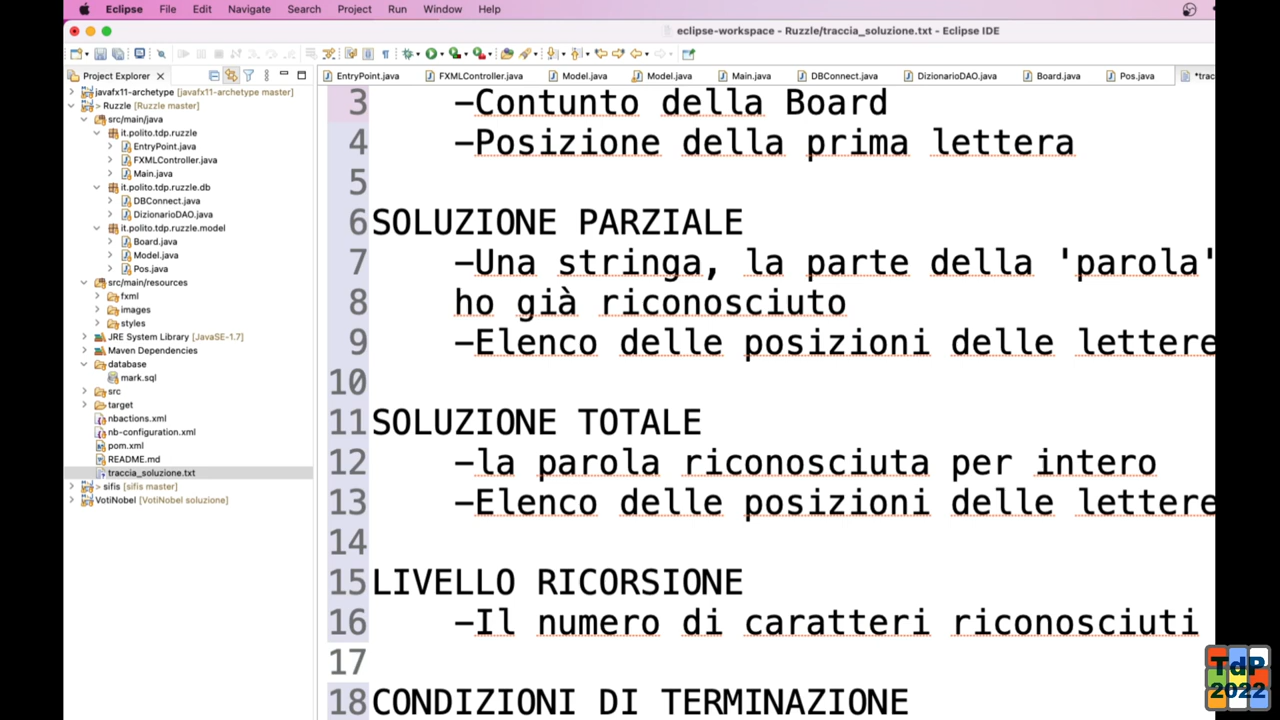 Eclipse File Edit Navigate Search Project Run Window Help
eclipse-workspace - Ruzzle/traccia_soluzione.txt - Eclipse IDE
Project Explorer
EntryPoint.java FXMLController.java Model.java Model.java Main.java DBConnect.java DizionarioDAO.java Board.java Pos.java *trac
javafx11-archetype (javafx11-archetype master)
> Ruzzle [Ruzzle master]
src/main/java
it.polito.tdp.ruzzle
EntryPoint.java
FXMLController.java
Main.java
it.polito.tdp.ruzzle.db
DBConnect.java
DizionarioDAO.java
it.polito.tdp.ruzzle.model
Board.java
Model.java
Pos.java
src/main/resources
fxml
images
styles
JRE System Library [JavaSE-1.7]
Maven Dependencies
database
mark.sql
src
target
nbactions.xml
nb-configuration.xml
pom.xml
README.md
traccia_soluzione.txt
> sifis [sifis master]
VotiNobel [VotiNobel soluzione]
3 -Contunto della Board
4 -Posizione della prima lettera
5
6 SOLUZIONE PARZIALE
7 -Una stringa, la parte della 'parola'
8 ho già riconosciuto
9 -Elenco delle posizioni delle lettere
10
11 SOLUZIONE TOTALE
12 -la parola riconosciuta per intero
13 -Elenco delle posizioni delle lettere
14
15 LIVELLO RICORSIONE
16 -Il numero di caratteri riconosciuti
17
18 CONDIZIONI DI TERMINAZIONE
TdP
2022